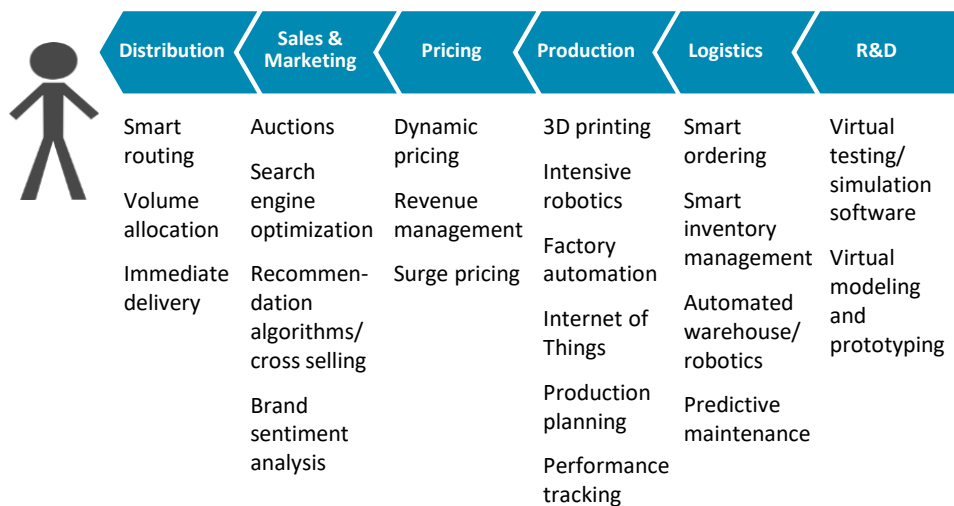 Distribution
Sales &
Marketing
Pricing
Production
Logistics
R&D
Smart
routing
Volume
allocation
Immediate
delivery
Auctions
Search
engine
optimization
Recommen-
dation
algorithms/
cross selling
Brand
sentiment
analysis
Dynamic
pricing
Revenue
management
Surge pricing
3D printing
Intensive
robotics
Factory
automation
Internet of
Things
Production
planning
Performance
tracking
Smart
ordering
Smart
inventory
management
Automated
warehouse/
robotics
Predictive
maintenance
Virtual
testing/
simulation
software
Virtual
modeling
and
prototyping